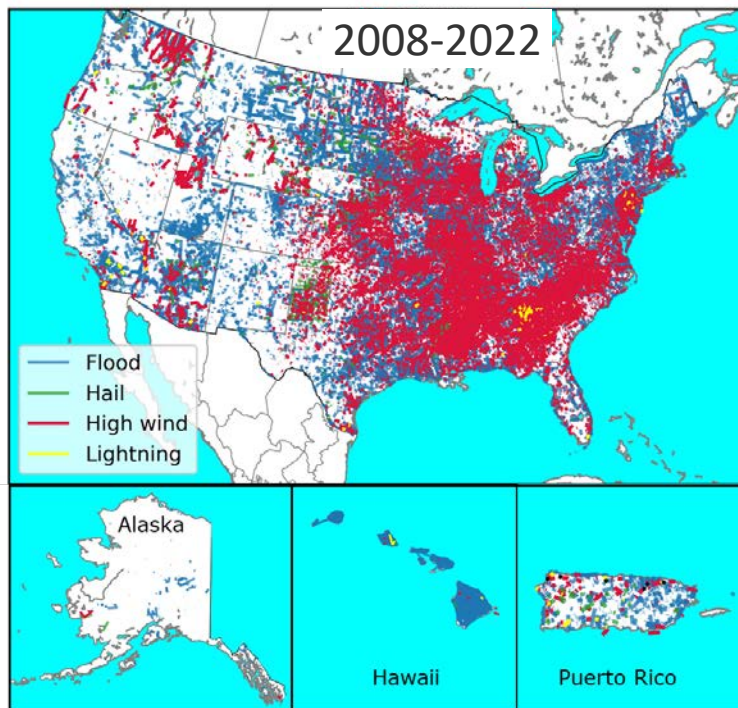 2008-2022
Flood
Hail
High wind
Lightning
Alaska
Hawaii
Puerto Rico